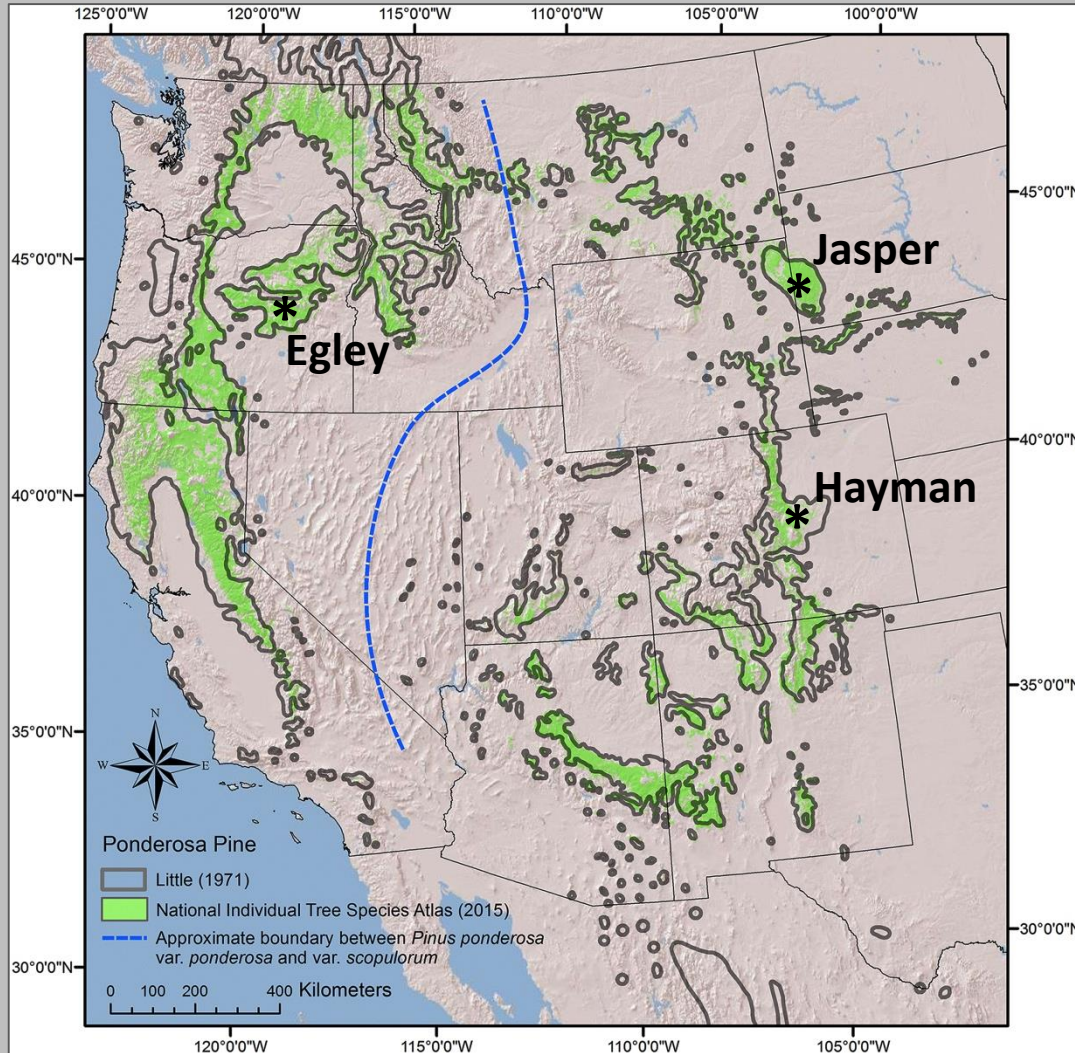 125°0'0"W 120°0'0"W 115°0'0"W 110°0'0"W 105°0'0"W 100°0'0"W
45°0'0"N
45°0'0"N
Jasper
Egley
40°0'0"N
40°0'0"N
Hayman
35°0'0"N
35°0'0"N
N
W E
S
Ponderosa Pine
Little (1971)
National Individual Tree Species Atlas (2015)
Approximate boundary between Pinus ponderosa
var. ponderosa and var. scopulorum
0 100 200 400 Kilometers
30°0'0"N
30°0'0"N
120°0'0"W 115°0'0"W 110°0'0"W 105°0'0"W